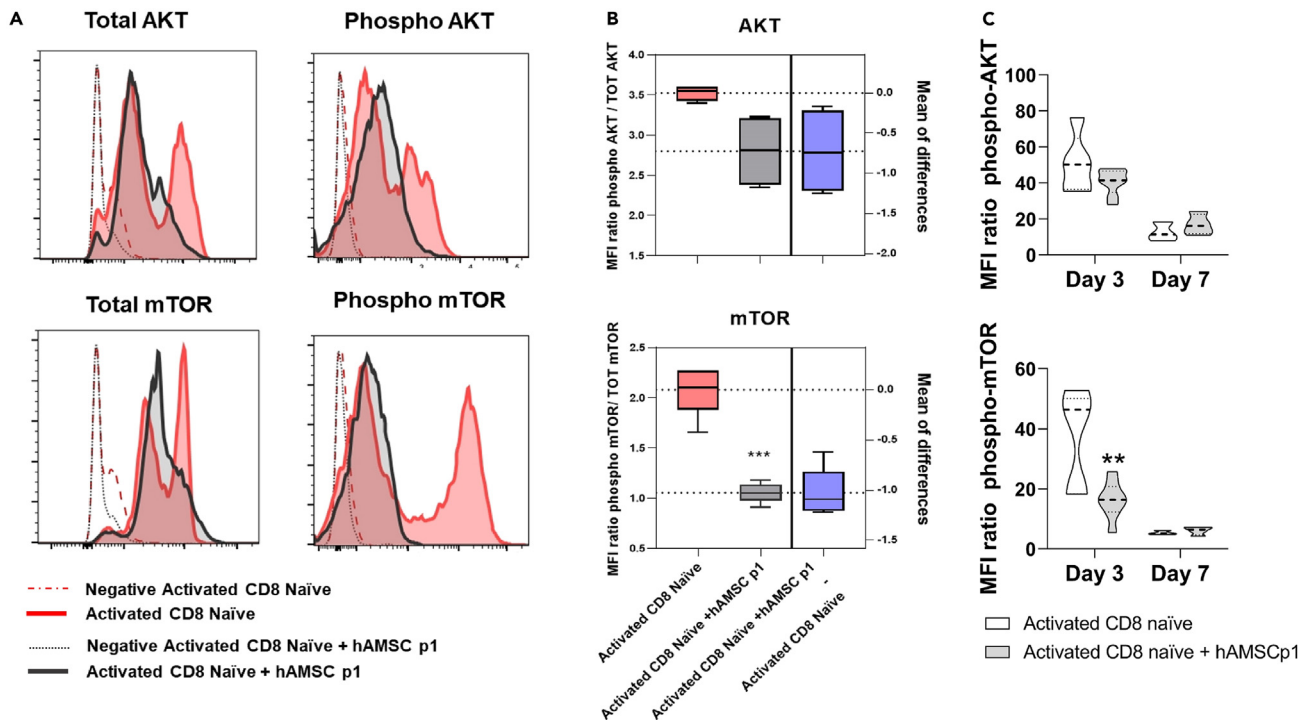 A
Total AKT
Phospho AKT
3 4 5
Total mTOR
Phospho mTOR
Negative Activated CD8 Naïve
Activated CD8 Naïve
Negative Activated CD8 Naïve + hAMSC p1
Activated CD8 Naïve + hAMSC p1
B
AKT
MFI ratio phospho AKT / TOT AKT
4.0
3.5
3.0
2.5
2.0
1.5
0.0
-0.5
-1.0
-1.5
-2.0
Mean of differences
mTOR
MFI ratio phospho mTOR/ TOT mTOR
2.5
2.0
1.5
1.0
0.5
***
0.0
-0.5
-1.0
-1.5
Mean of differences
Activated CD8 Naïve
Activated CD8 Naïve +hAMSC p1
Activated CD8 Naïve +hAMSC p1
-
Activated CD8 Naïve
C
MFI ratio phospho-AKT
100
80
60
40
20
0
Day 3 Day 7
MFI ratio phospho-mTOR
60
40
20
0
**
Day 3 Day 7
Activated CD8 naïve
Activated CD8 naïve + hAMSCp1